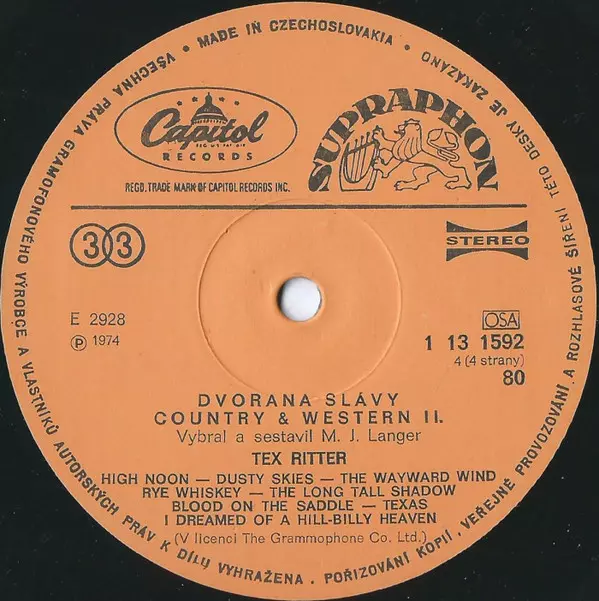 • MADE IN CZECHOSLOVAKIA •
VŠECHNA PRÁVA GRAMOFONOVÉHO VÝROBCE A VLASTNÍKŮ AUTORSKÝCH PRÁV K DÍLU VYHRAŽENA . POŘIZOVÁNÍ KOPIÍ, VEŘEJNÉ PROVOZOVÁNÍ A ROZHLASOVÉ ŠÍŘENÍ TÉTO DESKY JE ZAKÁZÁNO
Capitol
REG. U.S. PAT. OFF.
RECORDS
REGD. TRADE MARK OF CAPITOL RECORDS INC.
SUPRAPHON
33
STEREO
E 2928
Ⓟ 1974
OSA
1 13 1592
4 (4 strany)
80
DVORANA SLÁVY
COUNTRY & WESTERN II.
Vybral a sestavil M. J. Langer
TEX RITTER
HIGH NOON — DUSTY SKIES — THE WAYWARD WIND
RYE WHISKEY — THE LONG TALL SHADOW
BLOOD ON THE SADDLE — TEXAS
I DREAMED OF A HILL-BILLY HEAVEN
(V licenci The Grammophone Co. Ltd.)